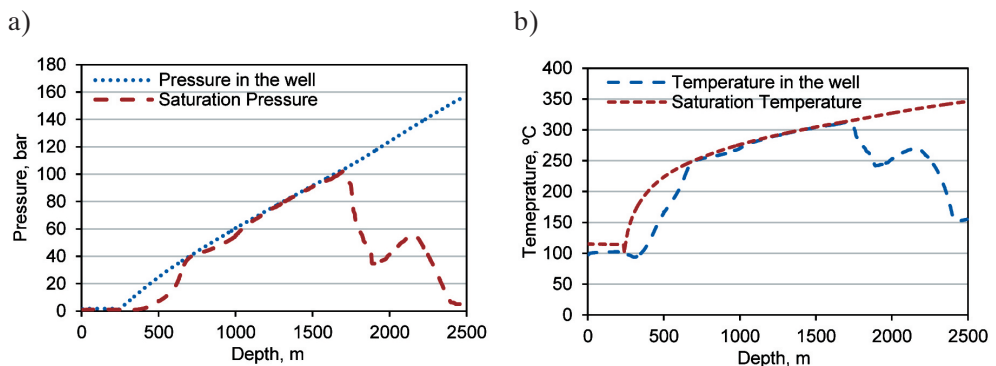 a)
Pressure, bar
180
160
140
120
100
80
60
40
20
0
Pressure in the well
Saturation Pressure
0 500 1000 1500 2000 2500
Depth, m
b)
Temeprature, ºC
400
350
300
250
200
150
100
50
0
Temperature in the well
Saturation Temperature
0 500 1000 1500 2000 2500
Depth, m